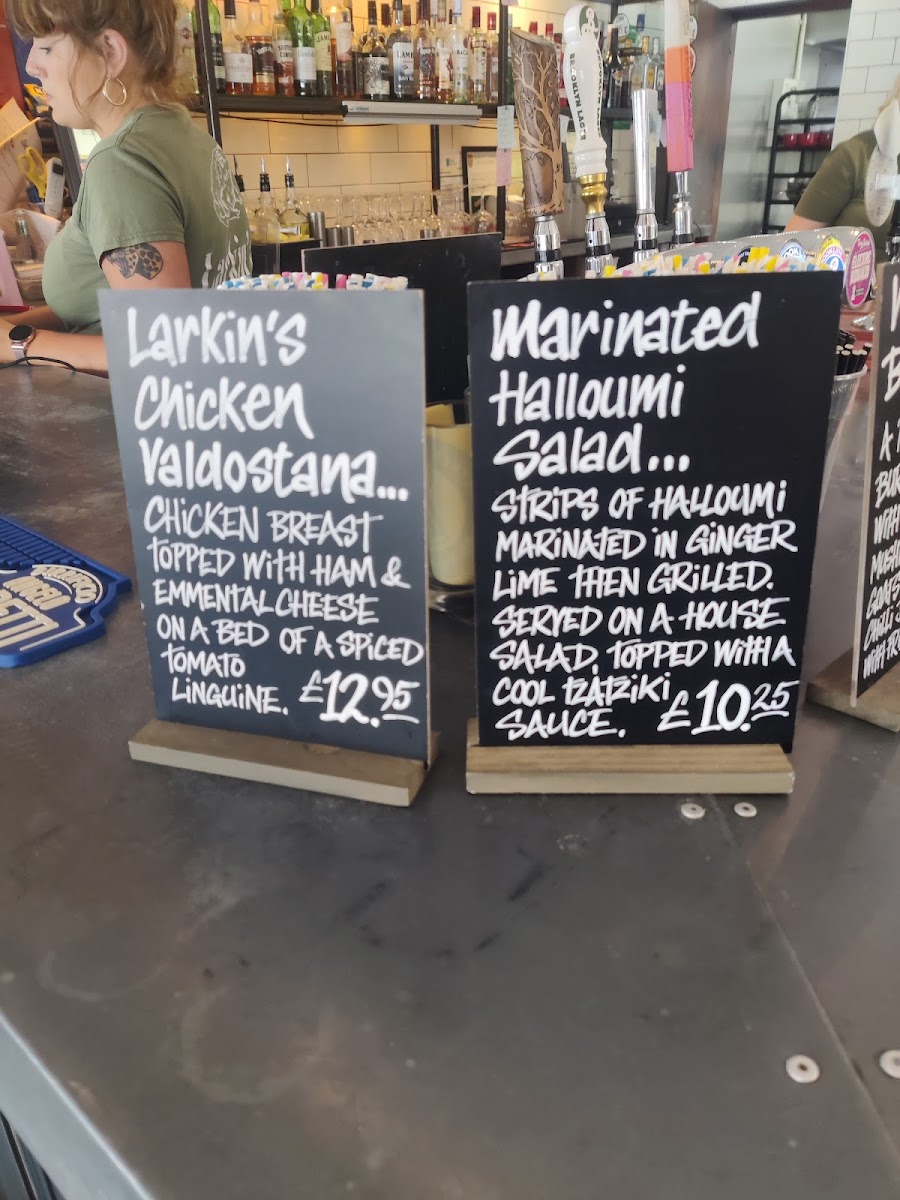 Larkin's
Chicken
Valdostana...
CHICKEN BREAST
TOPPED WITH HAM &
EMMENTAL CHEESE
ON A BED OF A SPICED
TOMATO
LINGUINE. £12.95
Marinated
Halloumi
Salad...
STRIPS OF HALLOUMI
MARINATED IN GINGER
LIME THEN GRILLED.
SERVED ON A HOUSE
SALAD, TOPPED WITH A
COOL TZATZIKI
SAUCE. £10.25